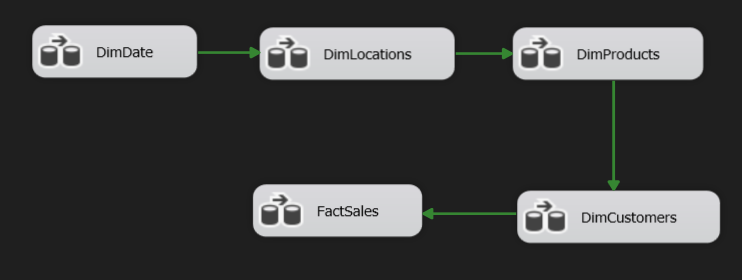 DimDate
DimLocations
DimProducts
FactSales
DimCustomers